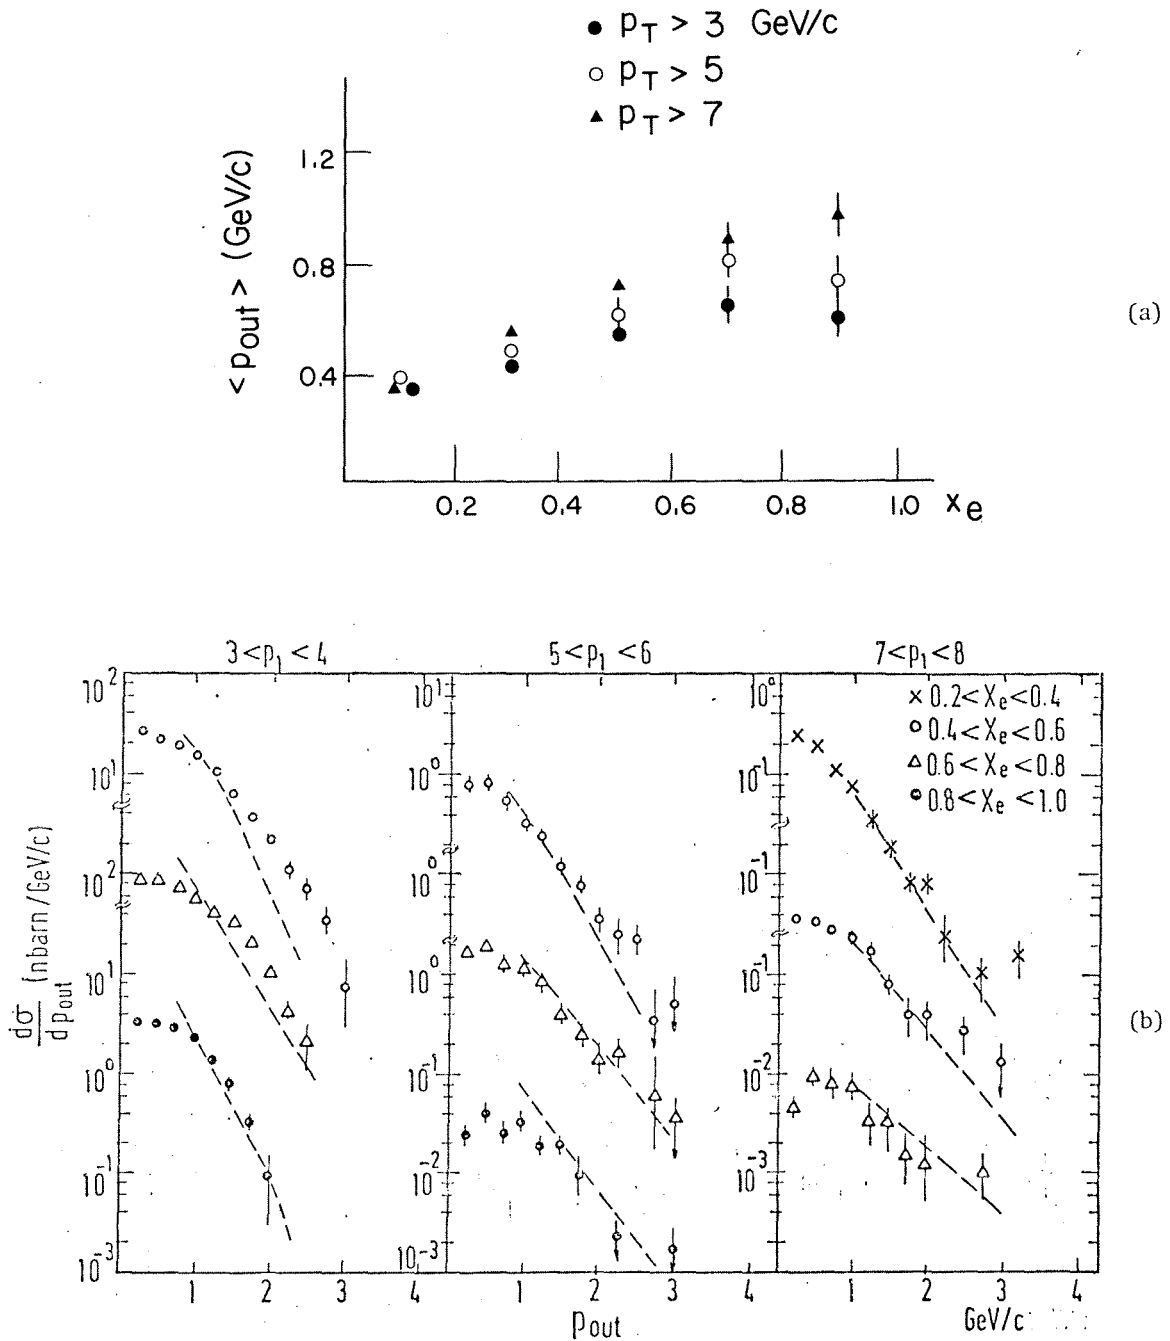 ● p_T > 3 GeV/c
○ p_T > 5
▲ p_T > 7
<p_out> (GeV/c)
1.2
0.8
0.4
0.2 0.4 0.6 0.8 1.0 x_e
(a)
3<p_1<4 5<p_1<6 7<p_1<8
× 0.2<X_e<0.4
○ 0.4<X_e<0.6
△ 0.6<X_e<0.8
0.8<X_e<1.0
dσ/dp_out (nbarn/GeV/c)
10^2
10^1
10^2
10^1
10^0
10^-1
10^-3
10^1
10^0
10^0
10^2
10^1
10^-1
10^-2
10^-3
10^0
10^-1
10^-1
10^-1
10^-2
10^-3
(b)
1 2 3 4 1 2 3 4 1 2 3 4
p_out GeV/c